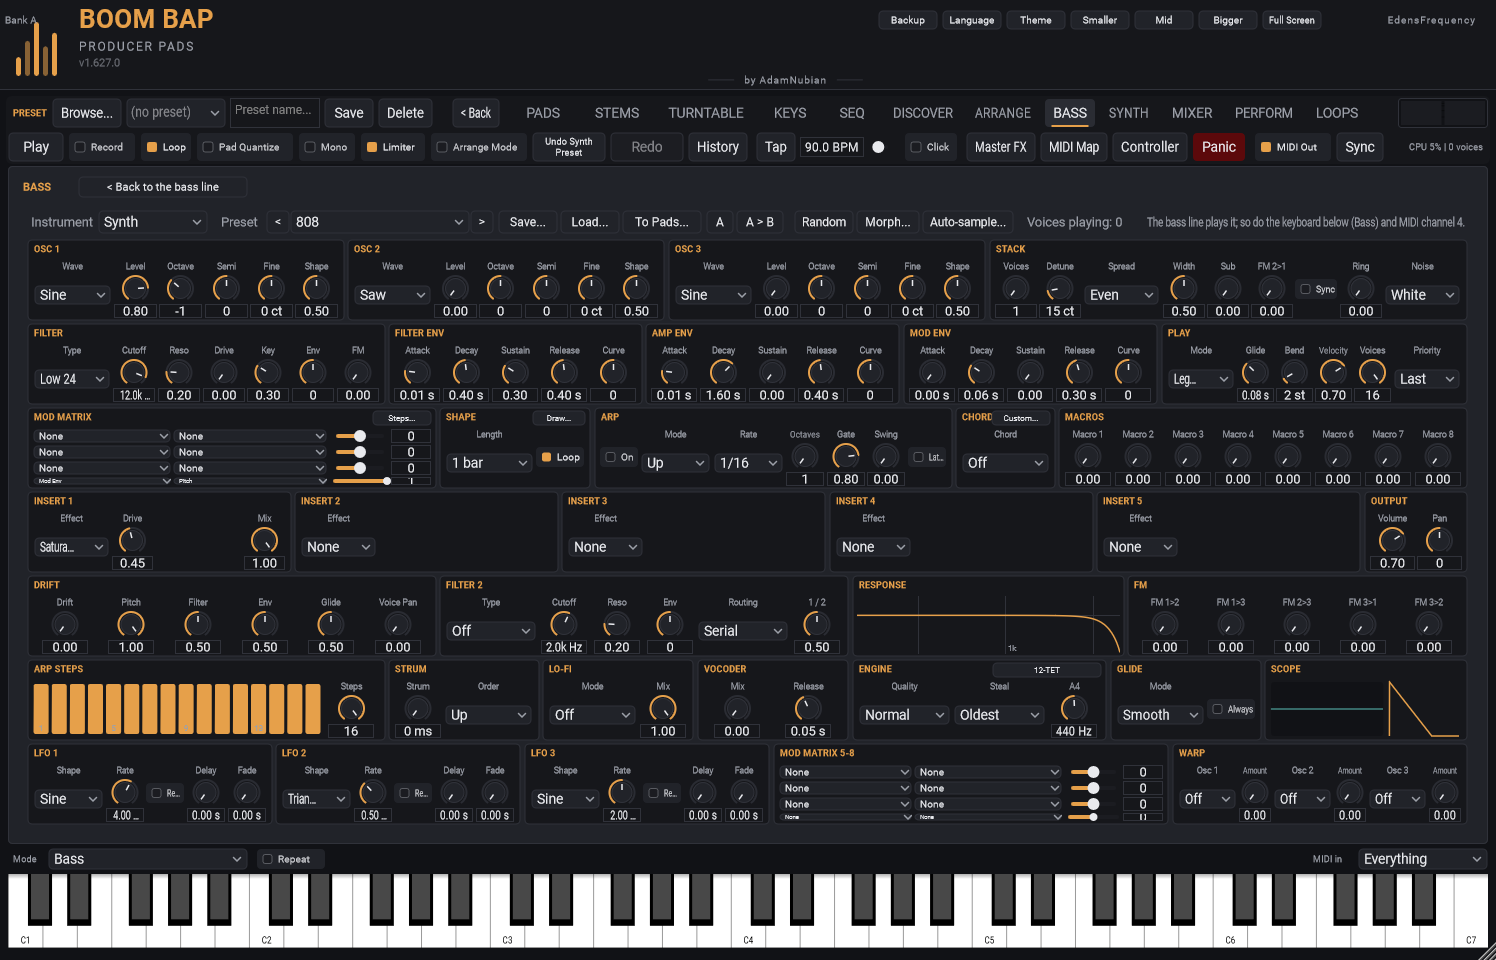 Bank A
BOOM BAP
PRODUCER PADS
v1.627.0
Backup Language Theme Smaller Mid Bigger Full Screen EdensFrequency
by AdamNubian
PRESET Browse... (no preset) Preset name... Save Delete < Back PADS STEMS TURNTABLE KEYS SEQ DISCOVER ARRANGE BASS SYNTH MIXER PERFORM LOOPS
Play Record Loop Pad Quantize Mono Limiter Arrange Mode Undo Synth Preset Redo History Tap 90.0 BPM Click Master FX MIDI Map Controller Panic MIDI Out Sync CPU 5% | 0 voices
BASS < Back to the bass line
Instrument Synth Preset < 808 > Save... Load... To Pads... A A > B Random Morph... Auto-sample... Voices playing: 0 The bass line plays it; so do the keyboard below (Bass) and MIDI channel 4.
OSC 1 OSC 2 OSC 3 STACK
Wave Level Octave Semi Fine Shape Wave Level Octave Semi Fine Shape Wave Level Octave Semi Fine Shape Voices Detune Spread Width Sub FM 2>1 Ring Noise
Sine Saw Sine Even Sync White
0.80 -1 0 0 ct 0.50 0.00 0 0 0 ct 0.50 0.00 0 0 0 ct 0.50 1 15 ct 0.50 0.00 0.00 0.00
FILTER FILTER ENV AMP ENV MOD ENV PLAY
Type Cutoff Reso Drive Key Env FM Attack Decay Sustain Release Curve Attack Decay Sustain Release Curve Attack Decay Sustain Release Curve Mode Glide Bend Velocity Voices Priority
Low 24 Leg... Last
12.0k ... 0.20 0.00 0.30 0 0.00 0.01 s 0.40 s 0.30 0.40 s 0 0.01 s 1.60 s 0.00 0.40 s 0 0.00 s 0.06 s 0.00 0.30 s 0 0.08 s 2 st 0.70 16
MOD MATRIX Steps... SHAPE Draw... ARP CHORD Custom... MACROS
None None 0 Length Mode Rate Octaves Gate Swing Chord Macro 1 Macro 2 Macro 3 Macro 4 Macro 5 Macro 6 Macro 7 Macro 8
None None 0
None None 0 1 bar Loop On Up 1/16 Lat... Off
Mod Env Pitch 1 1 0.80 0.00 0.00 0.00 0.00 0.00 0.00 0.00 0.00 0.00
INSERT 1 INSERT 2 INSERT 3 INSERT 4 INSERT 5 OUTPUT
Effect Drive Mix Effect Effect Effect Effect Volume Pan
Satura... None None None None
0.45 1.00 0.70 0
DRIFT FILTER 2 RESPONSE FM
Drift Pitch Filter Env Glide Voice Pan Type Cutoff Reso Env Routing 1 / 2 FM 1>2 FM 1>3 FM 2>3 FM 3>1 FM 3>2
Off Serial
0.00 1.00 0.50 0.50 0.50 0.00 2.0k Hz 0.20 0 0.50 1k 0.00 0.00 0.00 0.00 0.00
ARP STEPS STRUM LO-FI VOCODER ENGINE 12-TET GLIDE SCOPE
Steps Strum Order Mode Mix Mix Release Quality Steal A4 Mode
Up Off Normal Oldest Smooth Always
16 0 ms 1.00 0.00 0.05 s 440 Hz
LFO 1 LFO 2 LFO 3 MOD MATRIX 5-8 WARP
Shape Rate Delay Fade Shape Rate Delay Fade Shape Rate Delay Fade None None 0 Osc 1 Amount Osc 2 Amount Osc 3 Amount
None None 0
Sine Re... Trian... Re... Sine Re... None None 0 Off Off Off
4.00 ... 0.00 s 0.00 s 0.50 ... 0.00 s 0.00 s 2.00 ... 0.00 s 0.00 s None None 0.00 0.00 0.00
Mode Bass Repeat MIDI in Everything
C1 C2 C3 C4 C5 C6 C7